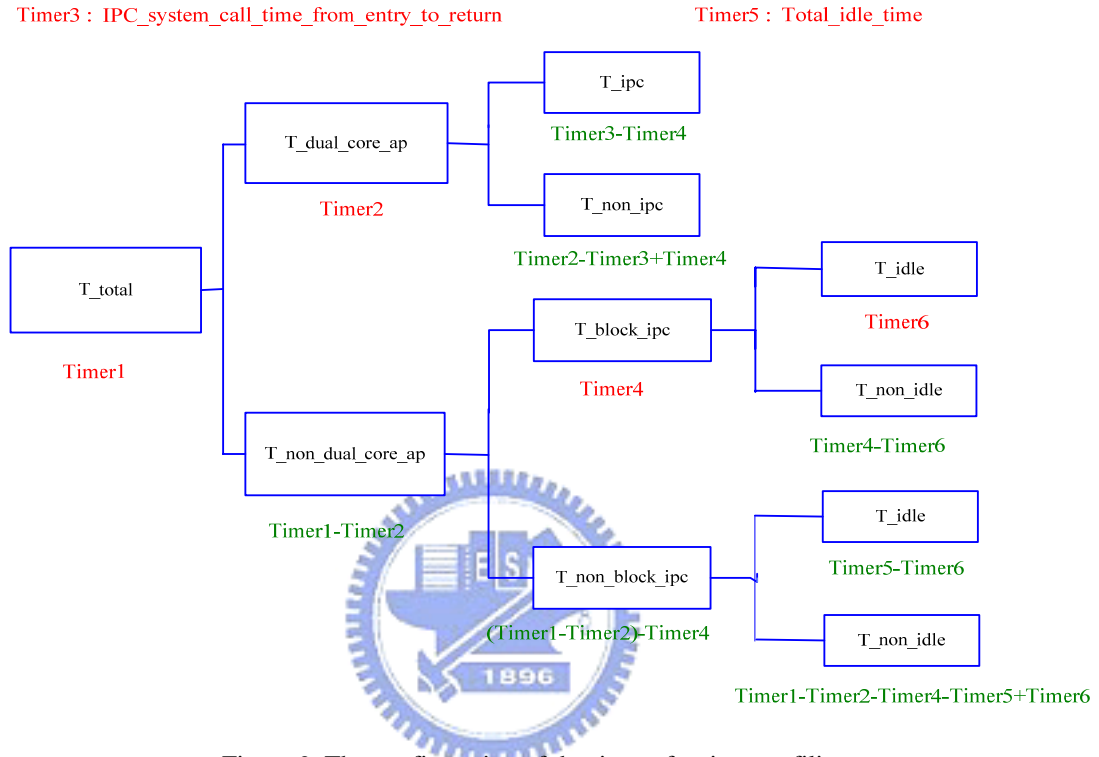 Timer3 : IPC_system_call_time_from_entry_to_return
Timer5 : Total_idle_time
T_ipc
Timer3-Timer4
T_dual_core_ap
Timer2
T_non_ipc
Timer2-Timer3+Timer4
T_total
Timer1
T_idle
Timer6
T_block_ipc
Timer4
T_non_idle
Timer4-Timer6
T_non_dual_core_ap
Timer1-Timer2
T_idle
Timer5-Timer6
T_non_block_ipc
(Timer1-Timer2)-Timer4
T_non_idle
Timer1-Timer2-Timer4-Timer5+Timer6
1896